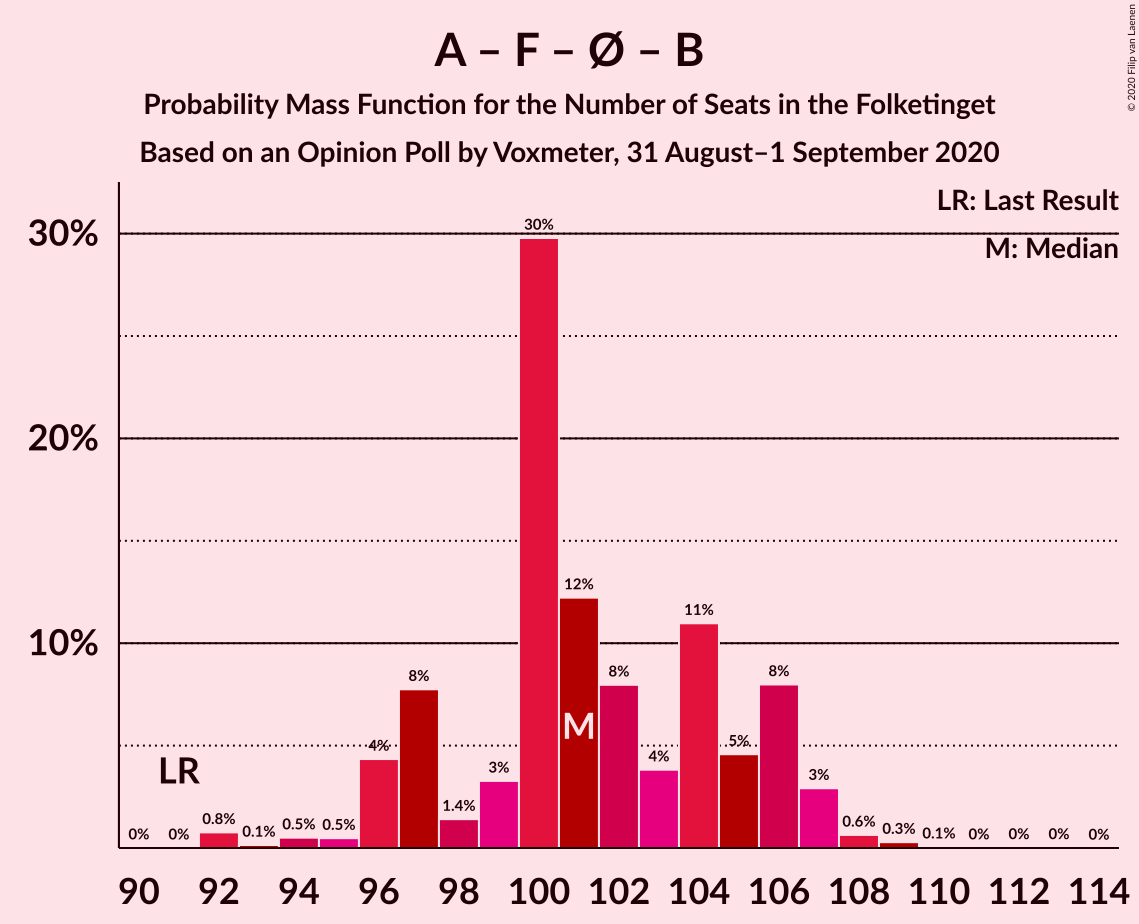 A – F – Ø – B
Probability Mass Function for the Number of Seats in the Folketinget
Based on an Opinion Poll by Voxmeter, 31 August–1 September 2020
© 2020 Filip van Laenen
LR: Last Result
M: Median
30%
20%
10%
LR
M
0% 0% 0.8% 0.1% 0.5% 0.5% 4% 8% 1.4% 3% 30% 12% 8% 4% 11% 5% 8% 3% 0.6% 0.3% 0.1% 0% 0% 0% 0%
90 92 94 96 98 100 102 104 106 108 110 112 114